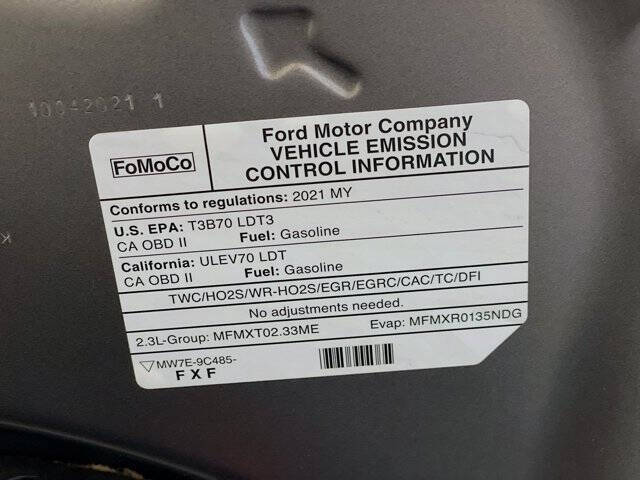 10042021 1
FoMoCo
Ford Motor Company
VEHICLE EMISSION
CONTROL INFORMATION
Conforms to regulations: 2021 MY
U.S. EPA: T3B70 LDT3
CA OBD II Fuel: Gasoline
California: ULEV70 LDT
CA OBD II Fuel: Gasoline
TWC/HO2S/WR-HO2S/EGR/EGRC/CAC/TC/DFI
No adjustments needed.
2.3L-Group: MFMXT02.33ME Evap: MFMXR0135NDG
MW7E-9C485-
F X F